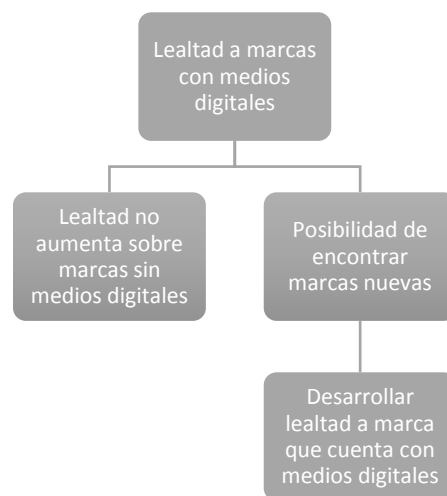 Lealtad a marcas
con medios
digitales
Lealtad no
aumenta sobre
marcas sin
medios digitales
Posibilidad de
encontrar
marcas nuevas
Desarrollar
lealtad a marca
que cuenta con
medios digitales